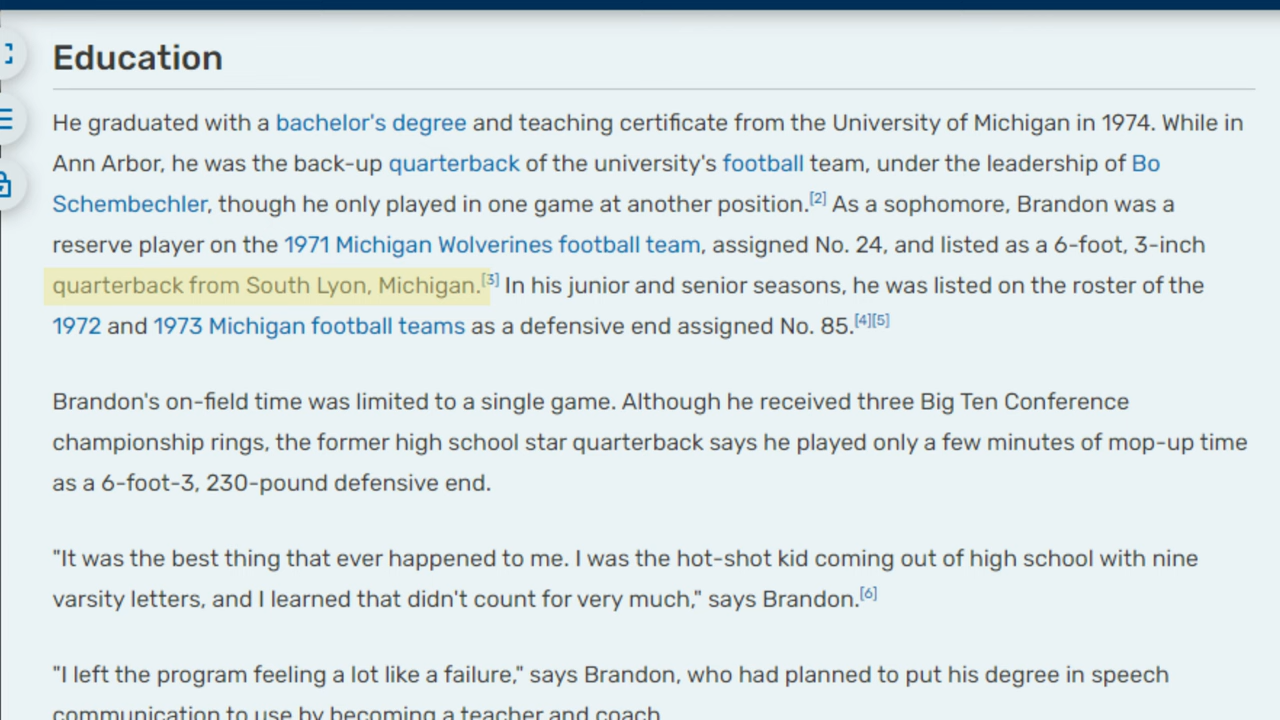 Education
He graduated with a bachelor's degree and teaching certificate from the University of Michigan in 1974. While in
Ann Arbor, he was the back-up quarterback of the university's football team, under the leadership of Bo
Schembechler, though he only played in one game at another position.[2] As a sophomore, Brandon was a
reserve player on the 1971 Michigan Wolverines football team, assigned No. 24, and listed as a 6-foot, 3-inch
quarterback from South Lyon, Michigan.[3] In his junior and senior seasons, he was listed on the roster of the
1972 and 1973 Michigan football teams as a defensive end assigned No. 85.[4][5]
Brandon's on-field time was limited to a single game. Although he received three Big Ten Conference
championship rings, the former high school star quarterback says he played only a few minutes of mop-up time
as a 6-foot-3, 230-pound defensive end.
"It was the best thing that ever happened to me. I was the hot-shot kid coming out of high school with nine
varsity letters, and I learned that didn't count for very much," says Brandon.[6]
"I left the program feeling a lot like a failure," says Brandon, who had planned to put his degree in speech
communication to use by becoming a teacher and coach